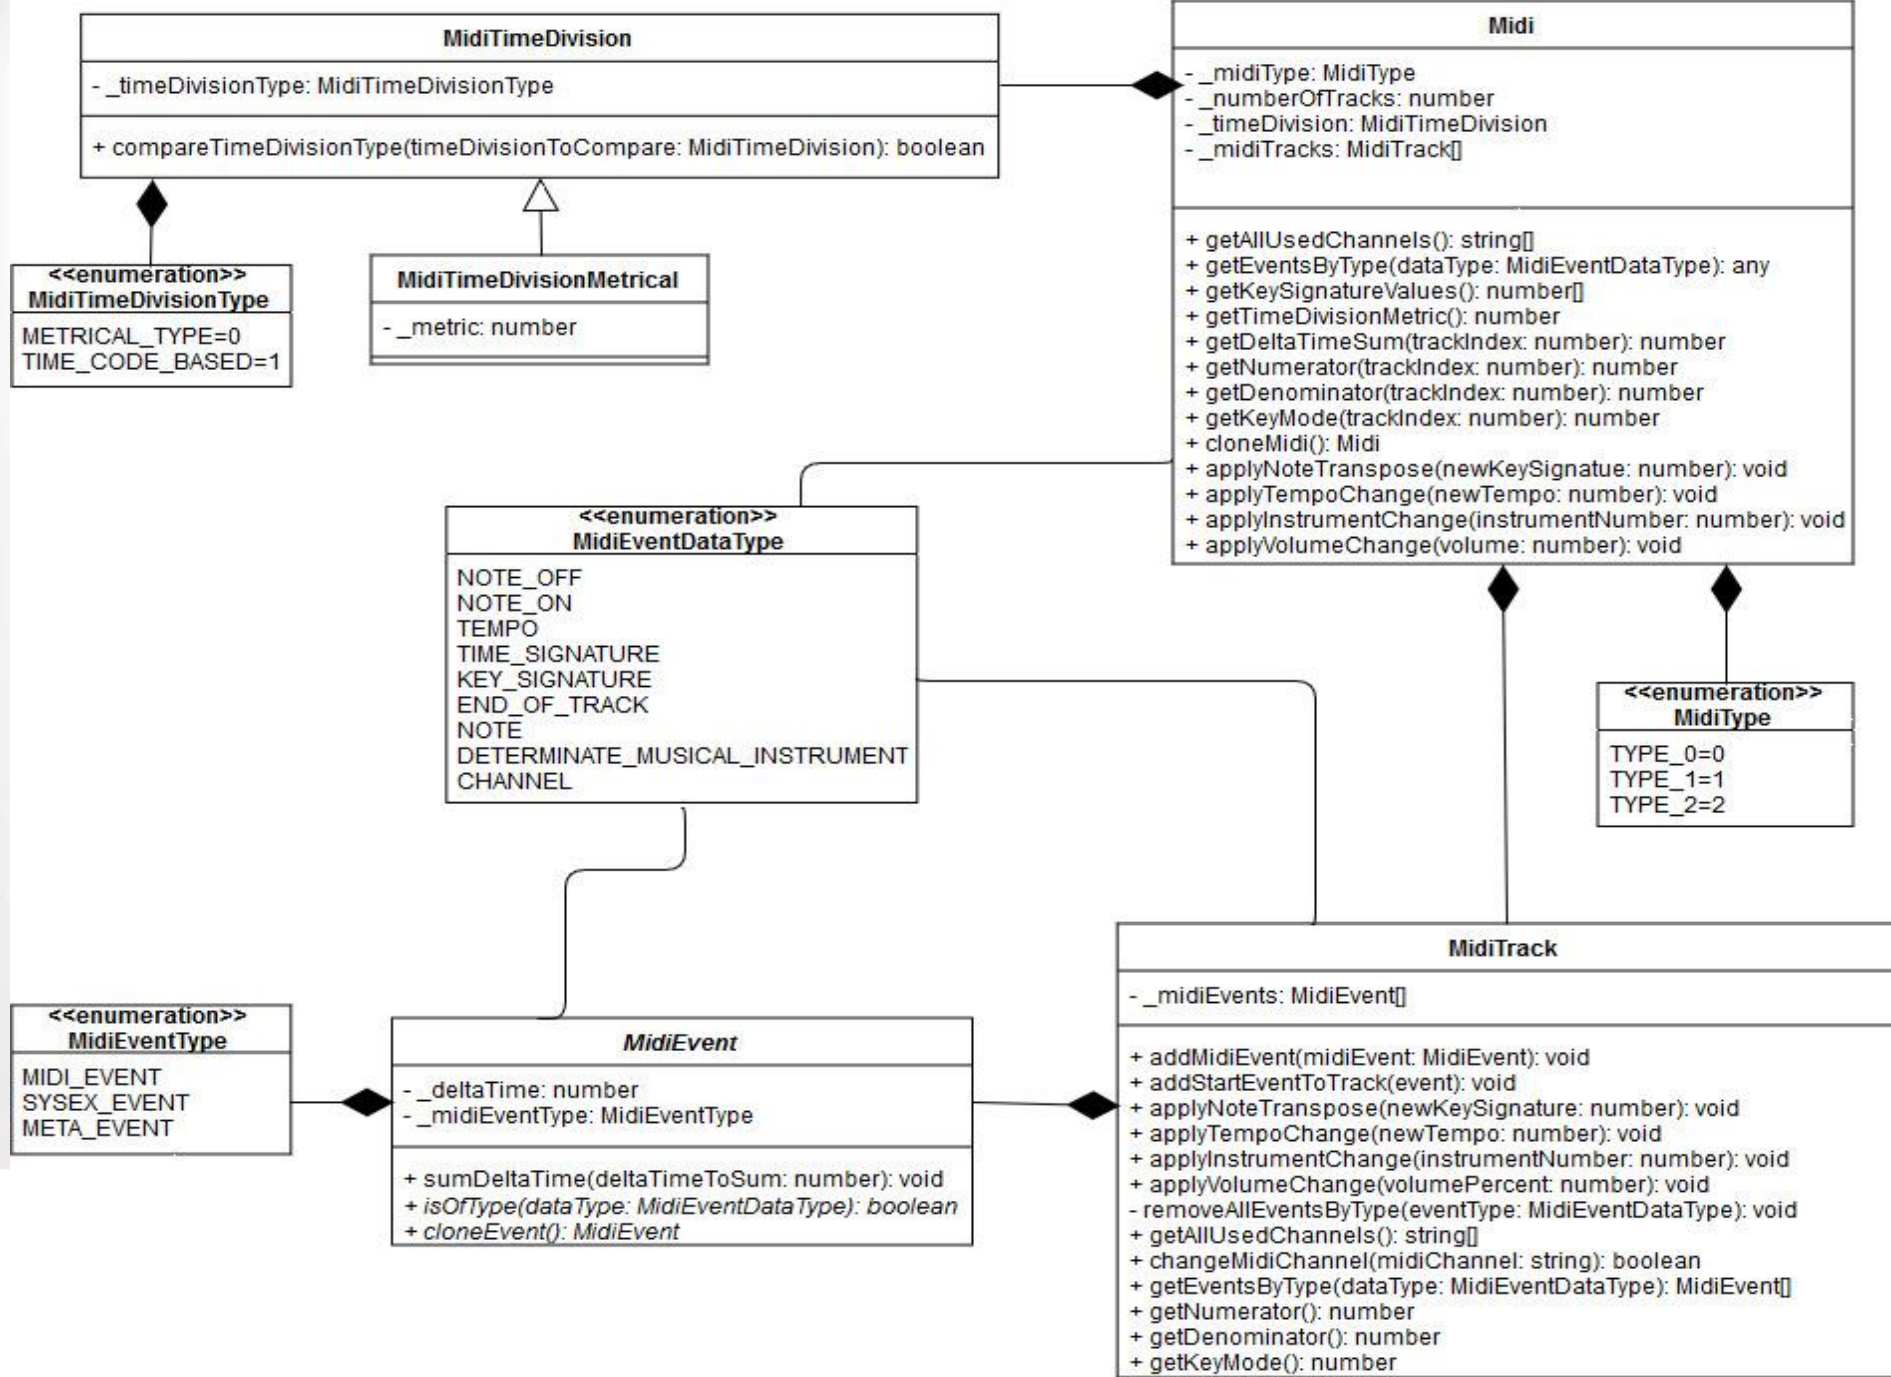 MidiTimeDivision
- _timeDivisionType: MidiTimeDivisionType
+ compareTimeDivisionType(timeDivisionToCompare: MidiTimeDivision): boolean
Midi
- _midiType: MidiType
- _numberOfTracks: number
- _timeDivision: MidiTimeDivision
- _midiTracks: MidiTrack[]
+ getAllUsedChannels(): string[]
+ getEventsByType(dataType: MidiEventDataType): any
+ getKeySignatureValues(): number[]
+ getTimeDivisionMetric(): number
+ getDeltaTimeSum(trackIndex: number): number
+ getNumerator(trackIndex: number): number
+ getDenominator(trackIndex: number): number
+ getKeyMode(trackIndex: number): number
+ cloneMidi(): Midi
+ applyNoteTranspose(newKeySignatue: number): void
+ applyTempoChange(newTempo: number): void
+ applyInstrumentChange(instrumentNumber: number): void
+ applyVolumeChange(volume: number): void
<<enumeration>>
MidiTimeDivisionType
METRICAL_TYPE=0
TIME_CODE_BASED=1
MidiTimeDivisionMetrical
- _metric: number
<<enumeration>>
MidiEventDataType
NOTE_OFF
NOTE_ON
TEMPO
TIME_SIGNATURE
KEY_SIGNATURE
END_OF_TRACK
NOTE
DETERMINATE_MUSICAL_INSTRUMENT
CHANNEL
<<enumeration>>
MidiType
TYPE_0=0
TYPE_1=1
TYPE_2=2
<<enumeration>>
MidiEventType
MIDI_EVENT
SYSEX_EVENT
META_EVENT
MidiEvent
- _deltaTime: number
- _midiEventType: MidiEventType
+ sumDeltaTime(deltaTimeToSum: number): void
+ isOfType(dataType: MidiEventDataType): boolean
+ cloneEvent(): MidiEvent
MidiTrack
- _midiEvents: MidiEvent[]
+ addMidiEvent(midiEvent: MidiEvent): void
+ addStartEventToTrack(event): void
+ applyNoteTranspose(newKeySignature: number): void
+ applyTempoChange(newTempo: number): void
+ applyInstrumentChange(instrumentNumber: number): void
+ applyVolumeChange(volumePercent: number): void
- removeAllEventsByType(eventType: MidiEventDataType): void
+ getAllUsedChannels(): string[]
+ changeMidiChannel(midiChannel: string): boolean
+ getEventsByType(dataType: MidiEventDataType): MidiEvent[]
+ getNumerator(): number
+ getDenominator(): number
+ getKeyMode(): number